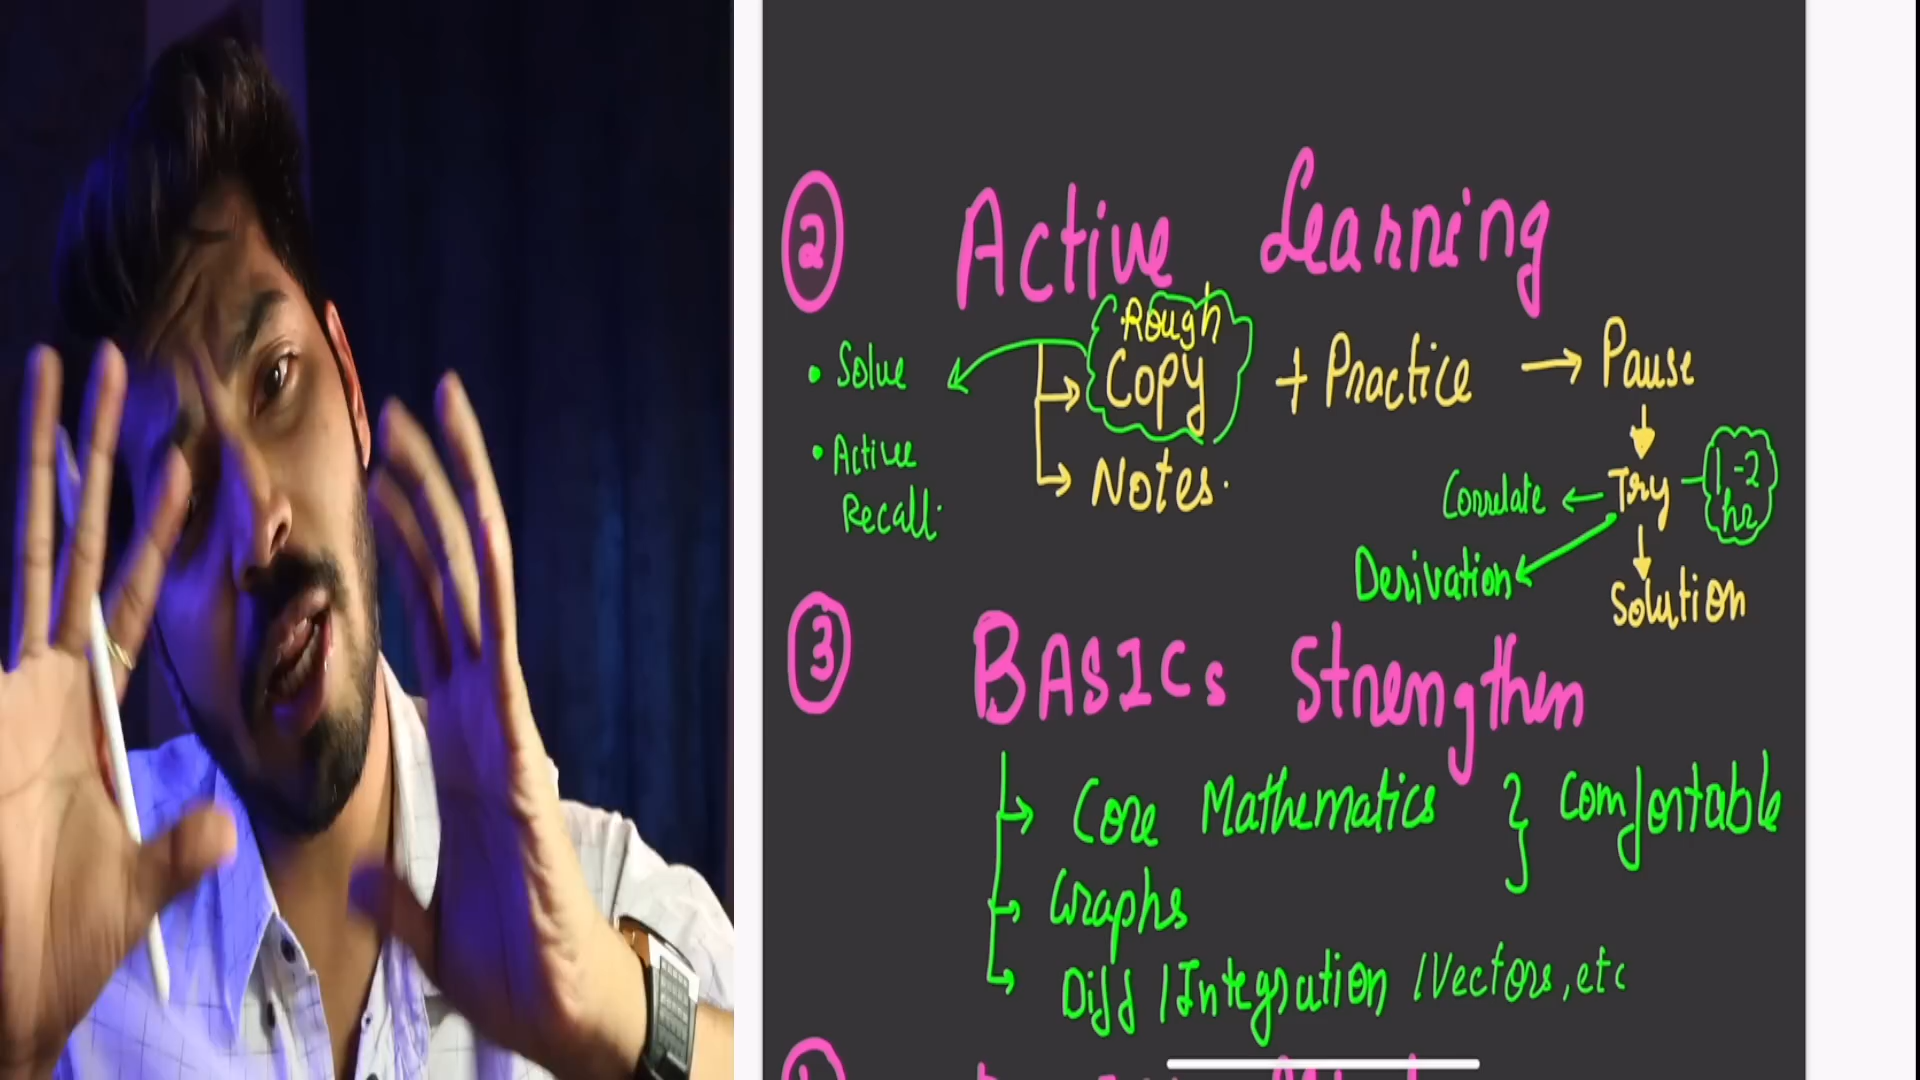 ② Active Learning
Rough
• Solve Copy + Practice → Pause
• Active
Recall.
Notes.
Correlate ← Try - 1-2 hr
Derivation
Solution
③ BASICs Strengthen
Core Mathematics } Comfortable
Graphs
Diff / Integration / Vectors, etc